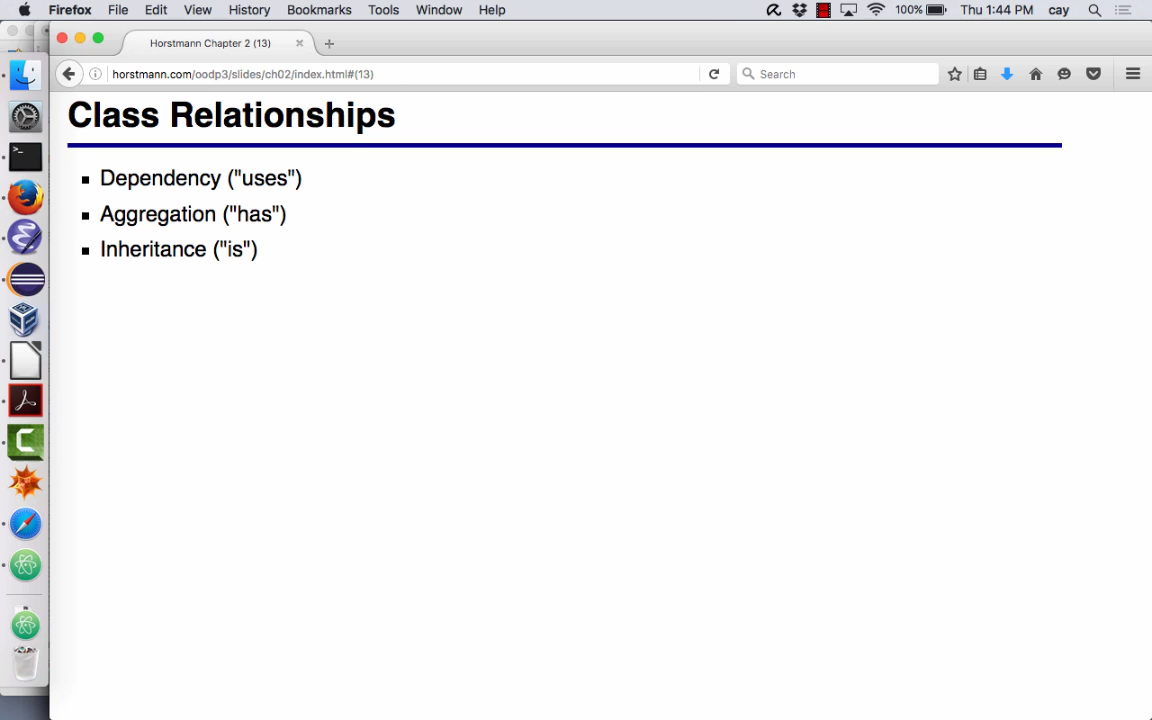 Firefox File Edit View History Bookmarks Tools Window Help 100% Thu 1:44 PM cay
Horstmann Chapter 2 (13)
horstmann.com/oodp3/slides/ch02/index.html#(13) Search
Class Relationships
Dependency ("uses")
Aggregation ("has")
Inheritance ("is")